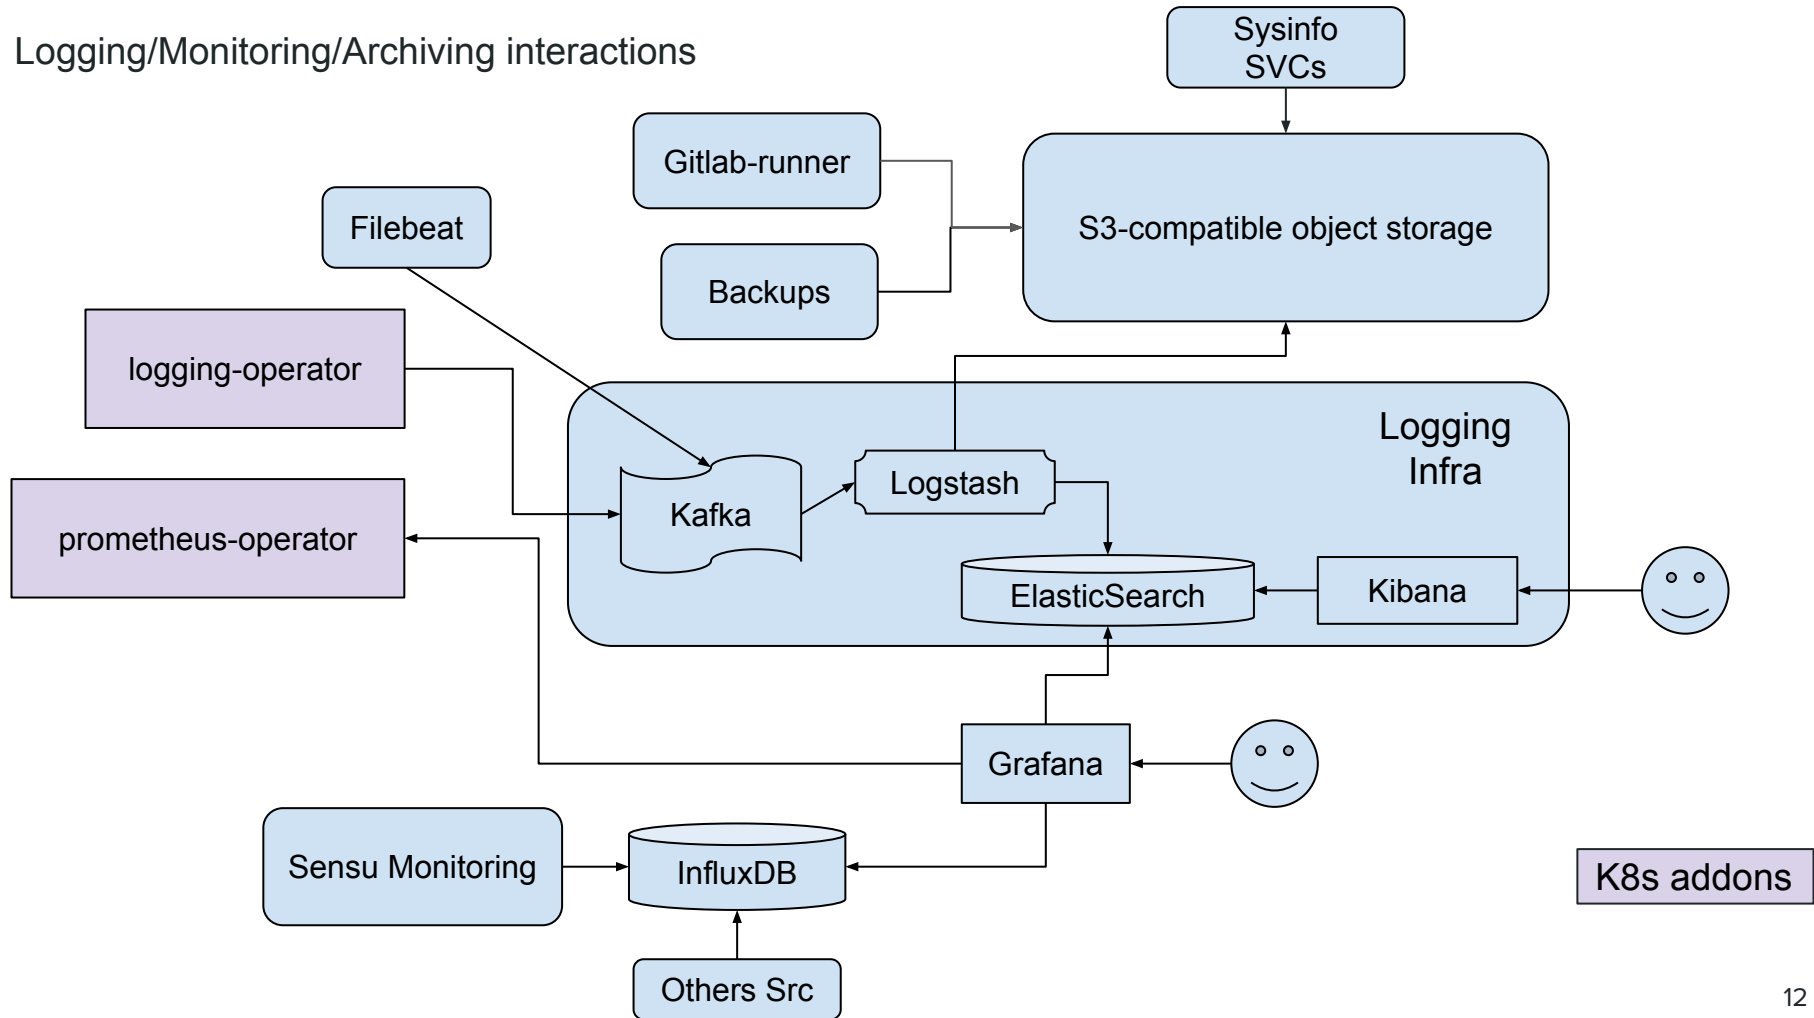 Logging/Monitoring/Archiving interactions
Sysinfo
SVCs
Gitlab-runner
S3-compatible object storage
Filebeat
Backups
logging-operator
Logging
Infra
Logstash
Kafka
prometheus-operator
ElasticSearch
Kibana
Grafana
Sensu Monitoring
InfluxDB
K8s addons
Others Src
12